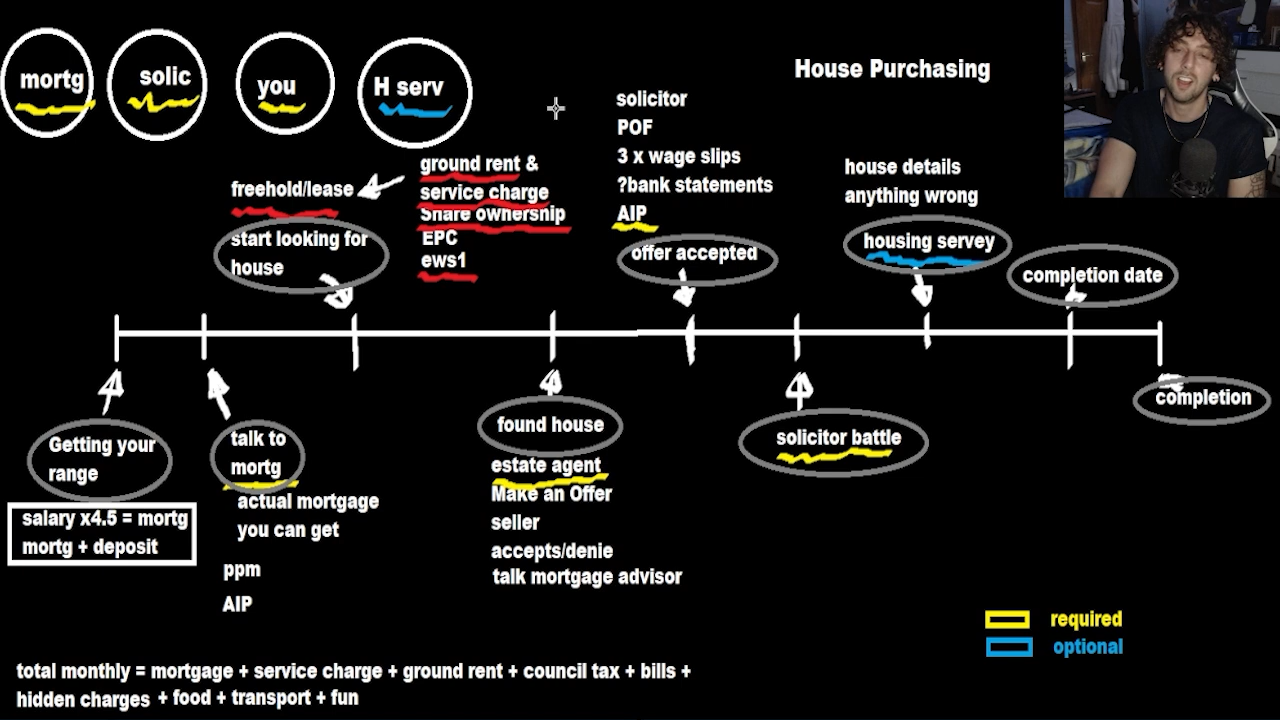 mortg
solic
you
H serv
House Purchasing
solicitor
POF
3 x wage slips
?bank statements
AIP
offer accepted
ground rent &
service charge
Share ownership
EPC
ews1
freehold/lease
start looking for
house
house details
anything wrong
housing servey
completion date
Getting your
range
salary x4.5 = mortg
mortg + deposit
talk to
mortg
actual mortgage
you can get
ppm
AIP
found house
estate agent
Make an Offer
seller
accepts/denie
talk mortgage advisor
solicitor battle
completion
required
optional
total monthly = mortgage + service charge + ground rent + council tax + bills +
hidden charges + food + transport + fun